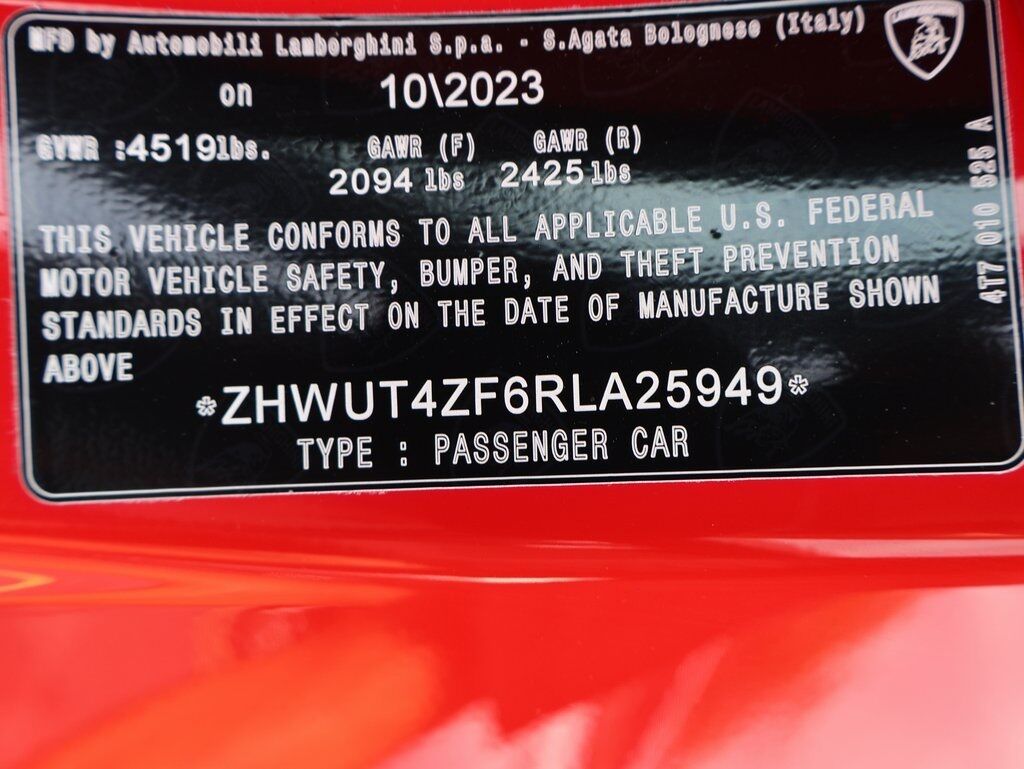 MFD by Automobili Lamborghini S.p.a. - S.Agata Bolognese (Italy)
on 10\2023
GVWR :4519lbs. GAWR (F) GAWR (R)
2094 lbs 2425 lbs
THIS VEHICLE CONFORMS TO ALL APPLICABLE U.S. FEDERAL
MOTOR VEHICLE SAFETY, BUMPER, AND THEFT PREVENTION
STANDARDS IN EFFECT ON THE DATE OF MANUFACTURE SHOWN
ABOVE
*ZHWUT4ZF6RLA25949*
TYPE : PASSENGER CAR
4T7 010 525 A
LAMBORGHINI